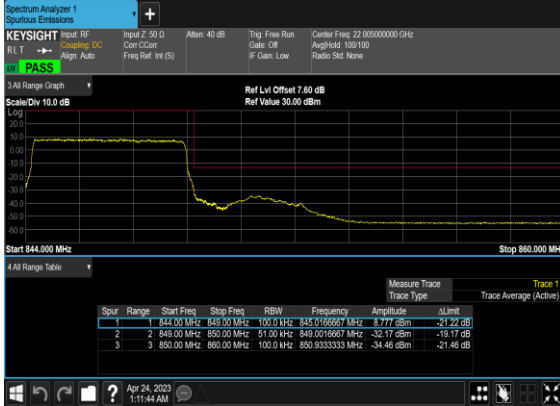 Spectrum Analyzer 1
Spurious Emissions
+
KEYSIGHT Input: RF Input Z: 50 Ω Atten: 40 dB Trig: Free Run Center Freq: 22.005000000 GHz
RLT Coupling: DC Corr CCorr Gate: Off Avg|Hold: 100/100
Align: Auto Freq Ref: Int (S) IF Gain: Low Radio Std: None
PASS
3 All Range Graph
Ref Lvl Offset 7.60 dB
Scale/Div 10.0 dB Ref Value 30.00 dBm
Log
20.0
10.0
0.00
-10.0
-20.0
-30.0
-40.0
-50.0
-60.0
Start 844.000 MHz Stop 860.000 MHz
4 All Range Table
Measure Trace Trace 1
Trace Type Trace Average (Active)
Spur Range Start Freq Stop Freq RBW Frequency Amplitude ΔLimit
1 1 844.00 MHz 849.00 MHz 100.0 kHz 845.0166667 MHz 8.777 dBm -21.22 dB
2 2 849.00 MHz 850.00 MHz 51.00 kHz 849.0016667 MHz -32.17 dBm -19.17 dB
3 3 850.00 MHz 860.00 MHz 100.0 kHz 850.9333333 MHz -34.46 dBm -21.46 dB
? Apr 24, 2023
1:11:44 AM